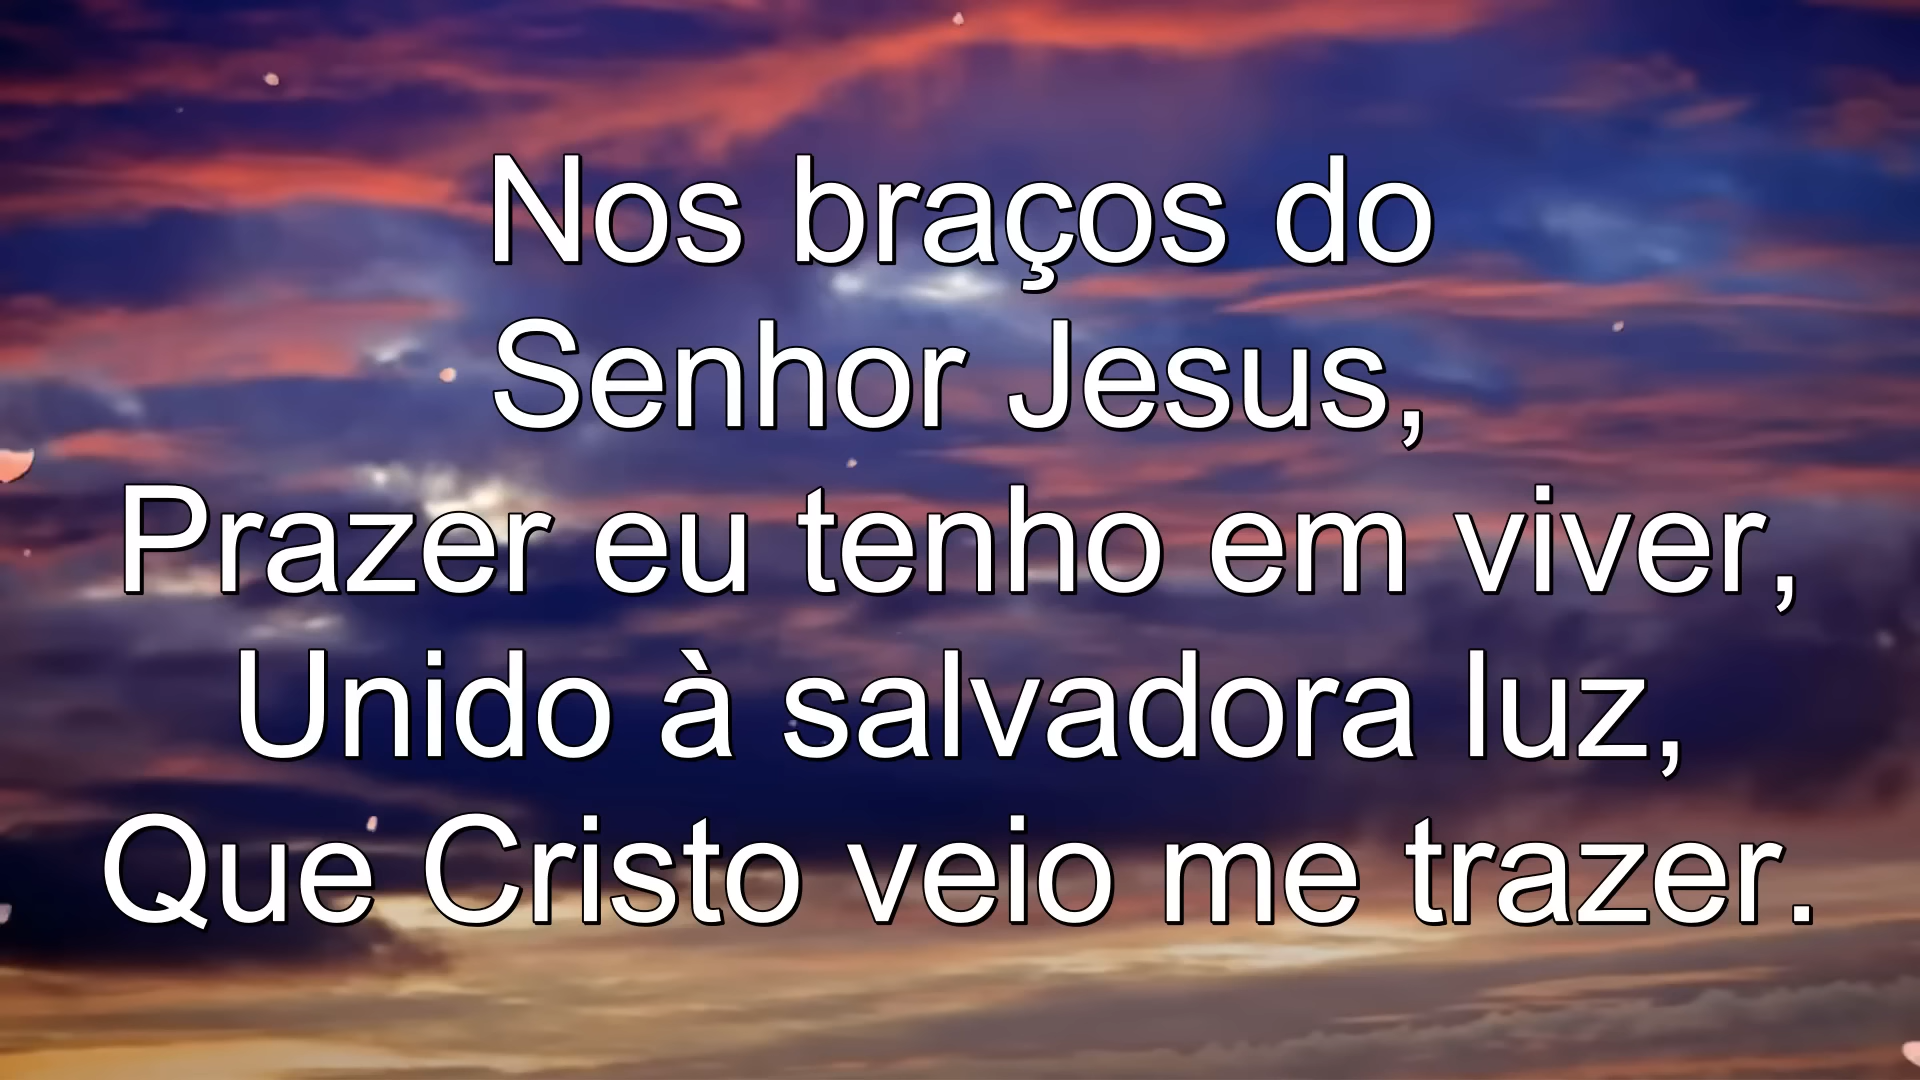 Nos braços do
Senhor Jesus,
Prazer eu tenho em viver,
Unido à salvadora luz,
Que Cristo veio me trazer.